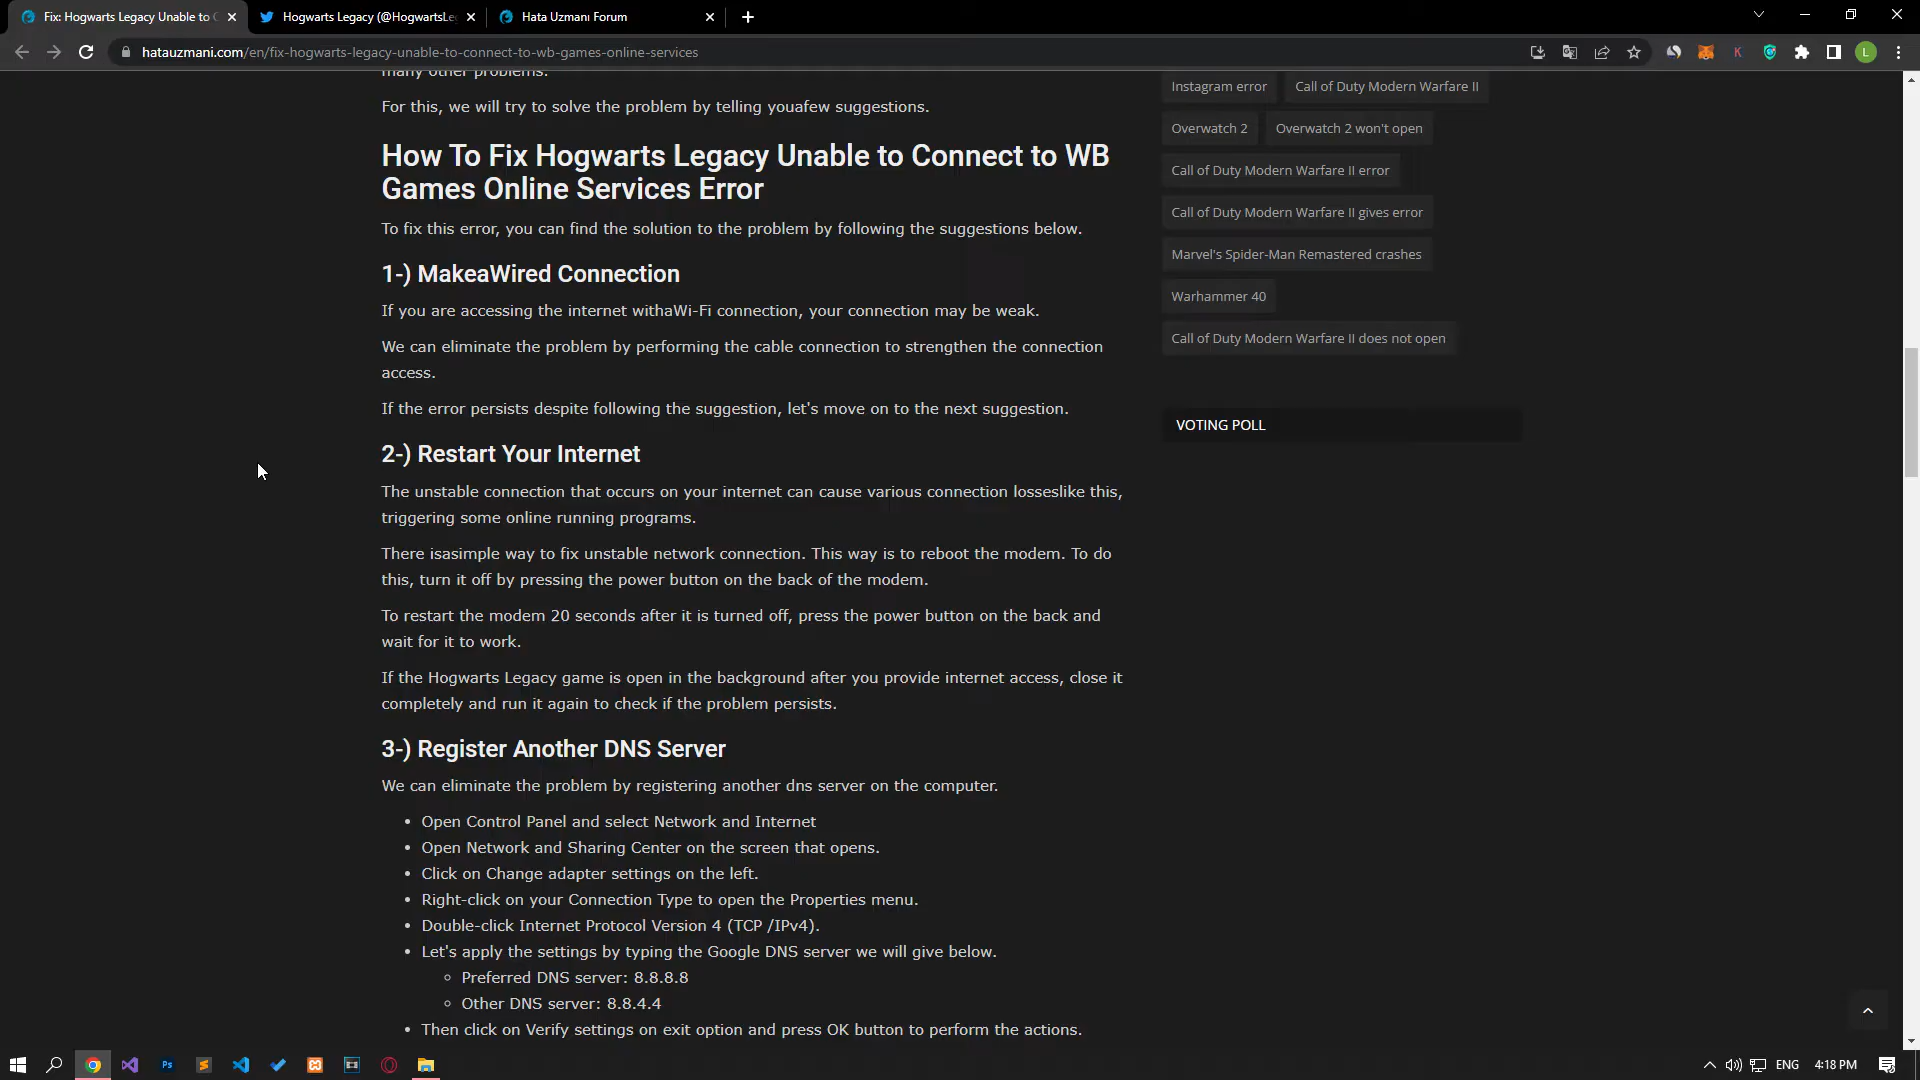 Fix: Hogwarts Legacy Unable to C
Hogwarts Legacy (@HogwartsLe
Hata Uzmanı Forum
hatauzmani.com/en/fix-hogwarts-legacy-unable-to-connect-to-wb-games-online-services
K
L
many other problems.
For this, we will try to solve the problem by telling youafew suggestions.
How To Fix Hogwarts Legacy Unable to Connect to WB
Games Online Services Error
To fix this error, you can find the solution to the problem by following the suggestions below.
1-) MakeaWired Connection
If you are accessing the internet withaWi-Fi connection, your connection may be weak.
We can eliminate the problem by performing the cable connection to strengthen the connection
access.
If the error persists despite following the suggestion, let's move on to the next suggestion.
2-) Restart Your Internet
The unstable connection that occurs on your internet can cause various connection losseslike this,
triggering some online running programs.
There isasimple way to fix unstable network connection. This way is to reboot the modem. To do
this, turn it off by pressing the power button on the back of the modem.
To restart the modem 20 seconds after it is turned off, press the power button on the back and
wait for it to work.
If the Hogwarts Legacy game is open in the background after you provide internet access, close it
completely and run it again to check if the problem persists.
3-) Register Another DNS Server
We can eliminate the problem by registering another dns server on the computer.
• Open Control Panel and select Network and Internet
• Open Network and Sharing Center on the screen that opens.
• Click on Change adapter settings on the left.
• Right-click on your Connection Type to open the Properties menu.
• Double-click Internet Protocol Version 4 (TCP /IPv4).
• Let's apply the settings by typing the Google DNS server we will give below.
◦ Preferred DNS server: 8.8.8.8
◦ Other DNS server: 8.8.4.4
• Then click on Verify settings on exit option and press OK button to perform the actions.
Instagram error
Call of Duty Modern Warfare II
Overwatch 2
Overwatch 2 won't open
Call of Duty Modern Warfare II error
Call of Duty Modern Warfare II gives error
Marvel's Spider-Man Remastered crashes
Warhammer 40
Call of Duty Modern Warfare II does not open
VOTING POLL
Ps
ENG
4:18 PM